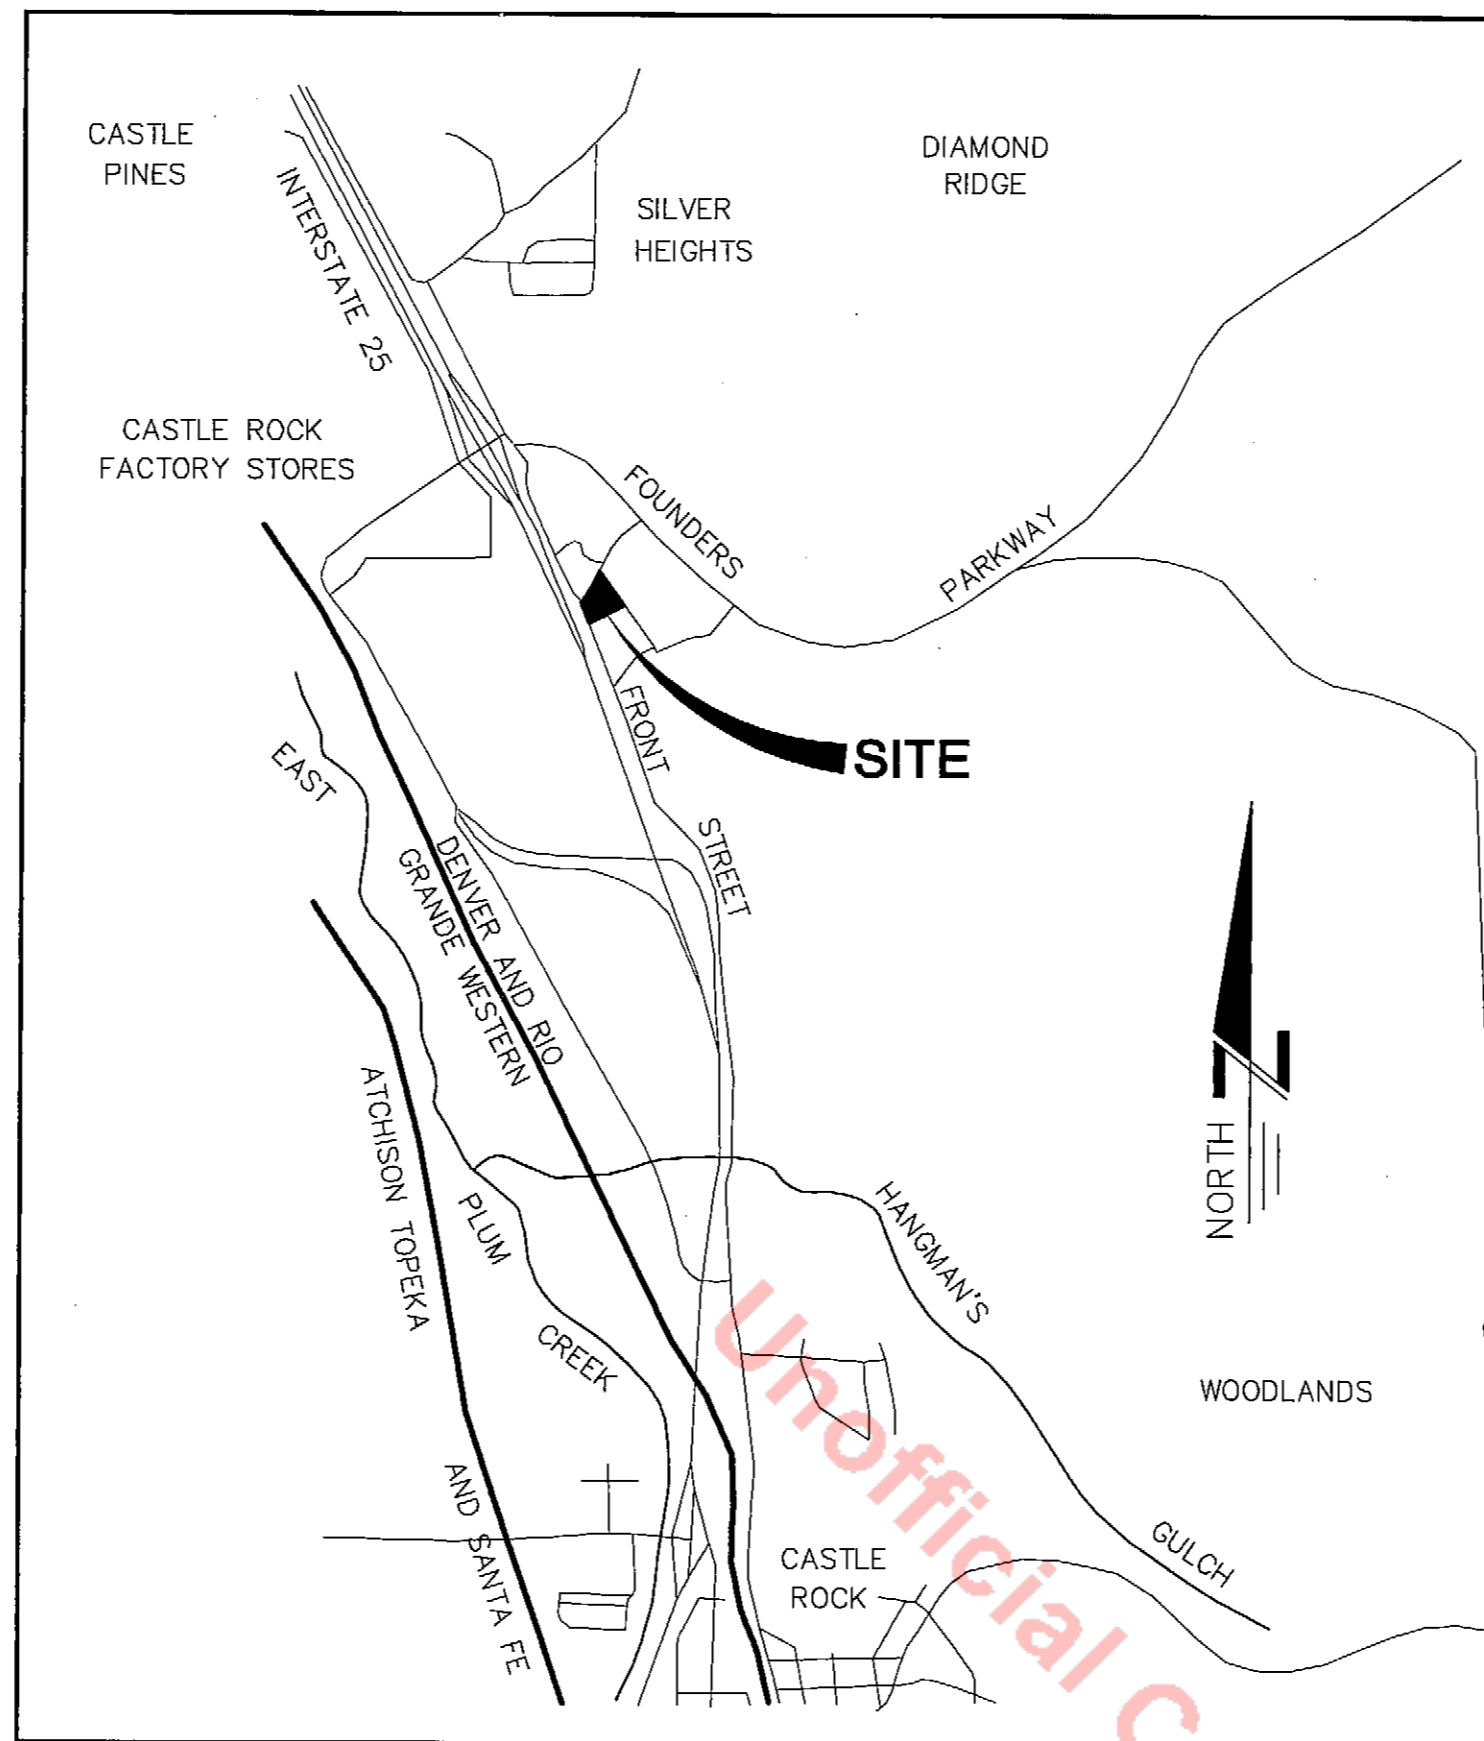 CASTLE
PINES
DIAMOND
RIDGE
SILVER
HEIGHTS
INTERSTATE 25
CASTLE ROCK
FACTORY STORES
FOUNDERS
PARKWAY
FRONT
STREET
SITE
EAST
PLUM
CREEK
DENVER AND RIO
GRANDE WESTERN
ATCHISON TOPEKA
AND SANTA FE
HANGMAN'S
GULCH
N
NORTH
WOODLANDS
CASTLE
ROCK
Unofficial C